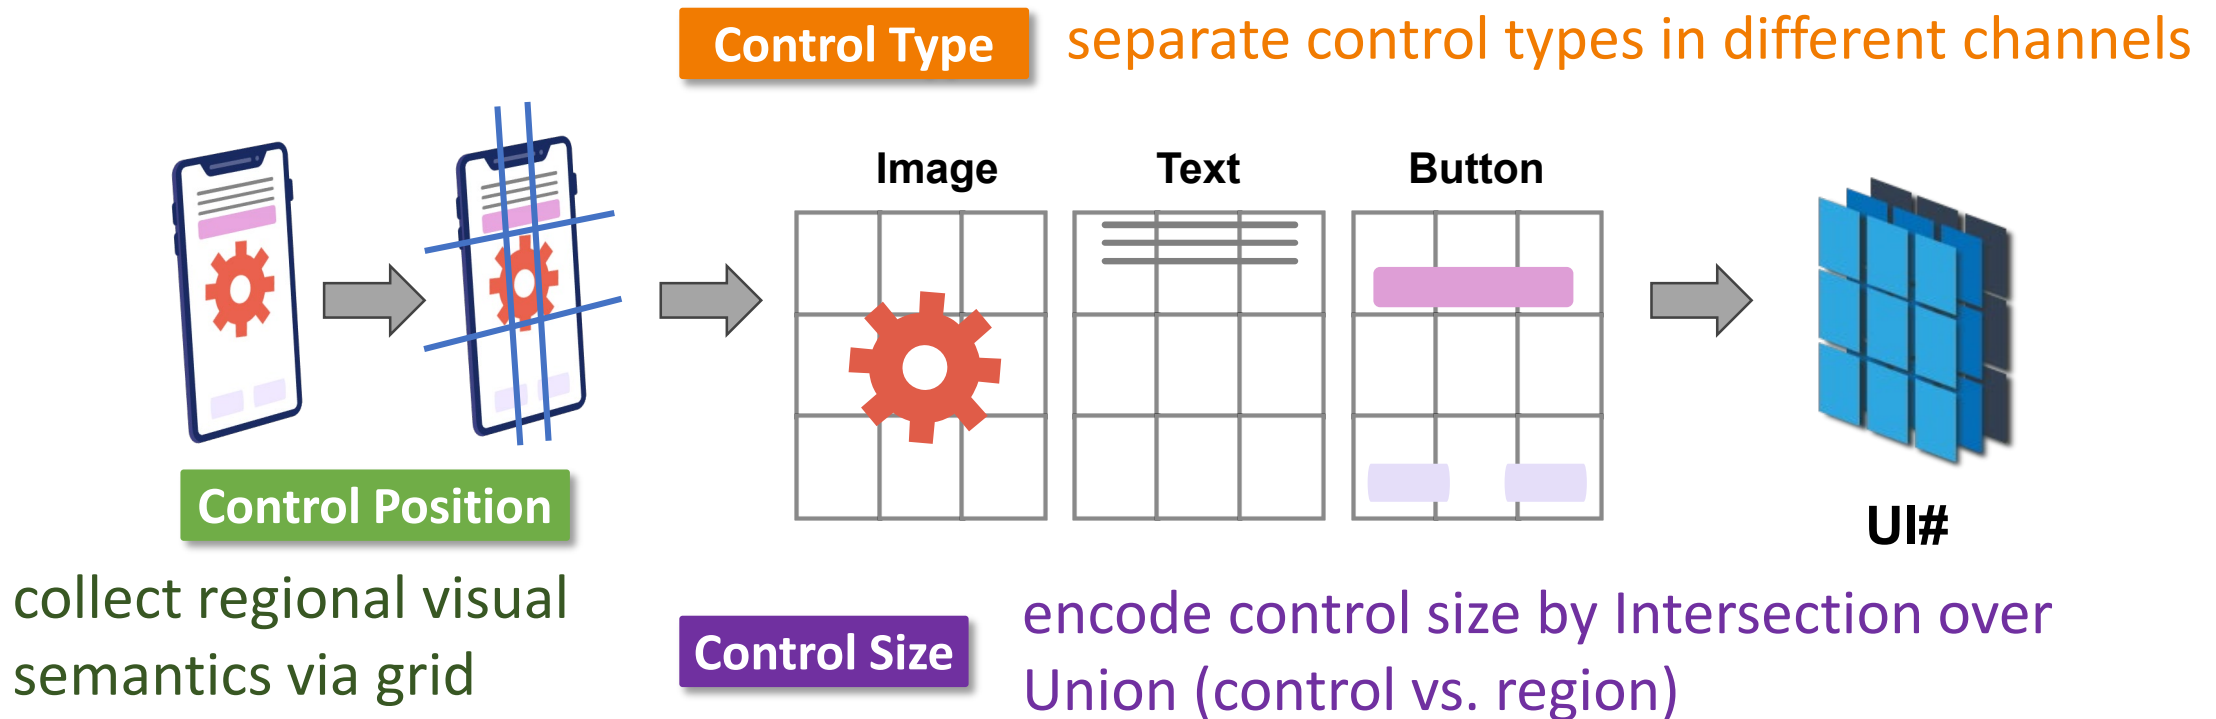 Control Type
separate control types in different channels
Image
Text
Button
Control Position
collect regional visual
semantics via grid
UI#
Control Size
encode control size by Intersection over
Union (control vs. region)